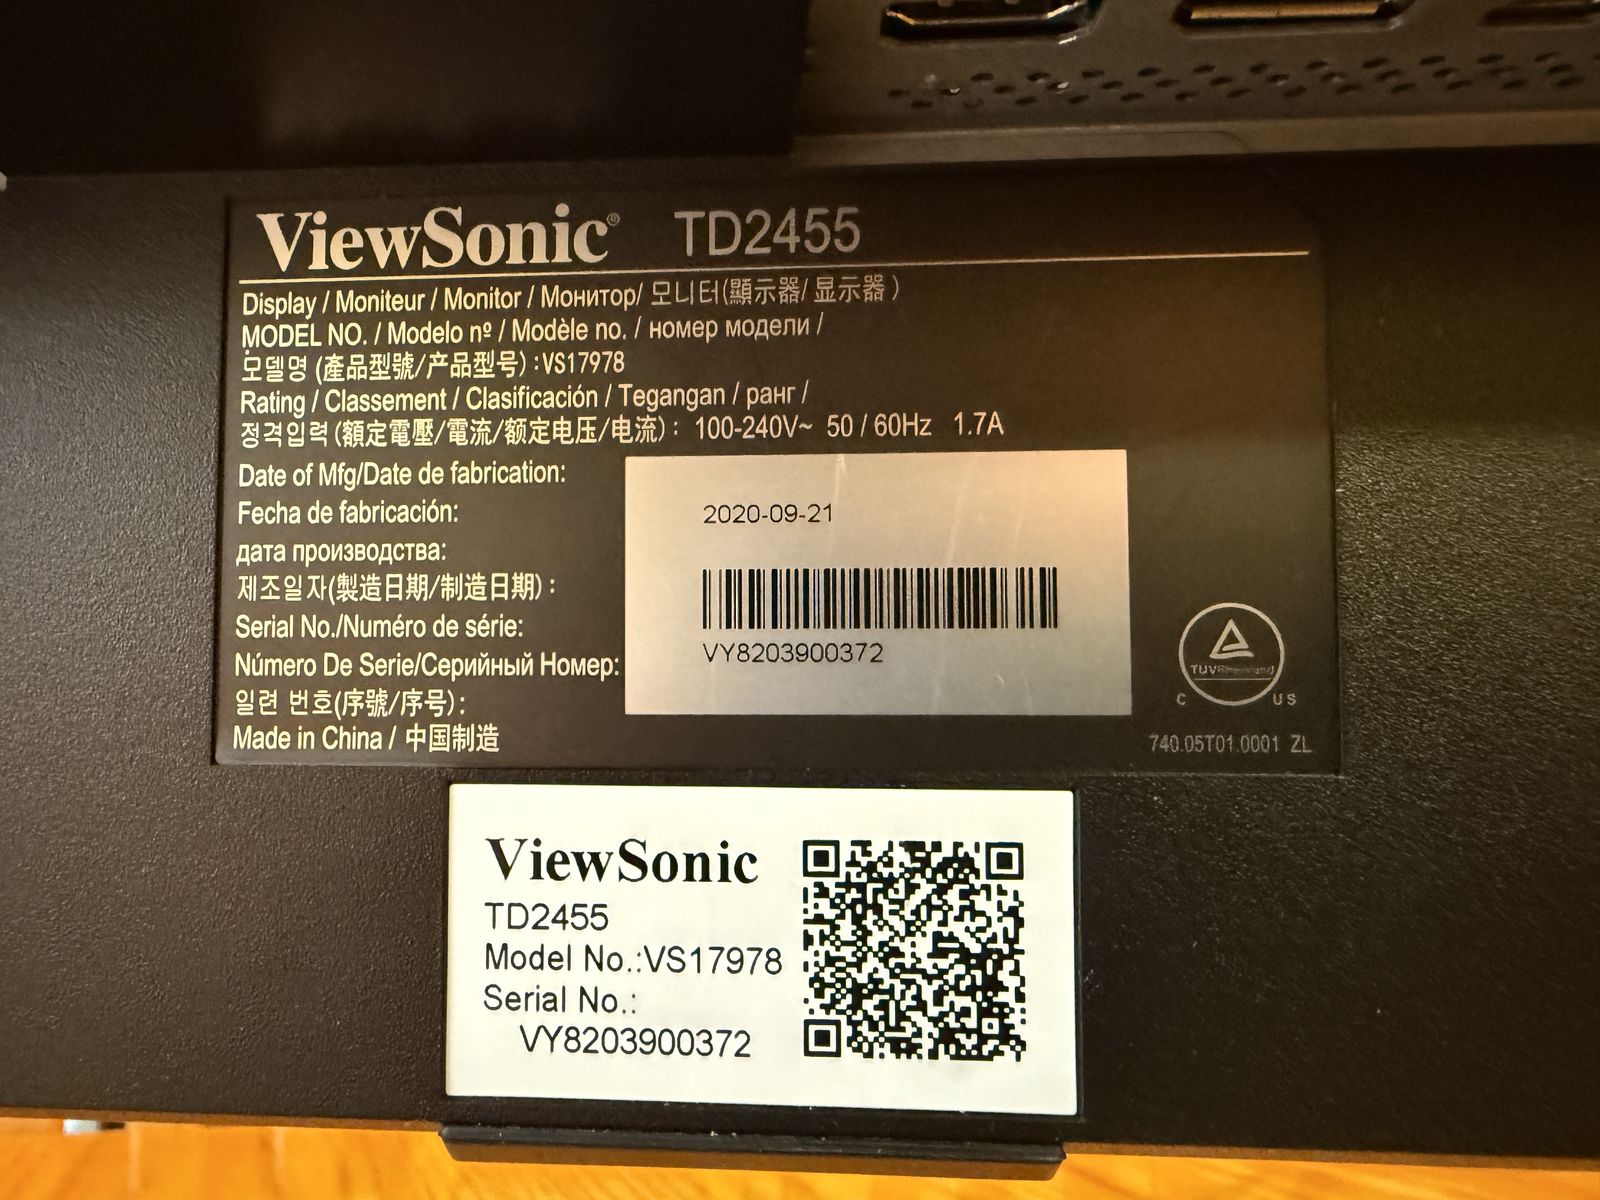 ViewSonic® TD2455
Display / Moniteur / Monitor / Монитор/ 모니터(顯示器/ 显示器 )
MODEL NO. / Modelo nº / Modèle no. / номер модели /
모델명 (產品型號/产品型号) :VS17978
Rating / Classement / Clasificación / Tegangan / ранг /
정격입력 (額定電壓/電流/额定电压/电流) : 100-240V~ 50 / 60Hz 1.7A
Date of Mfg/Date de fabrication:
Fecha de fabricación:
дата производства:
제조일자(製造日期/制造日期) :
2020-09-21
Serial No./Numéro de série:
Número De Serie/Серийный Номер:
일련 번호(序號/序号) :
VY8203900372
Made in China / 中国制造
TÜVRheinland
C US
740.05T01.0001 ZL
ViewSonic
TD2455
Model No.:VS17978
Serial No.:
VY8203900372